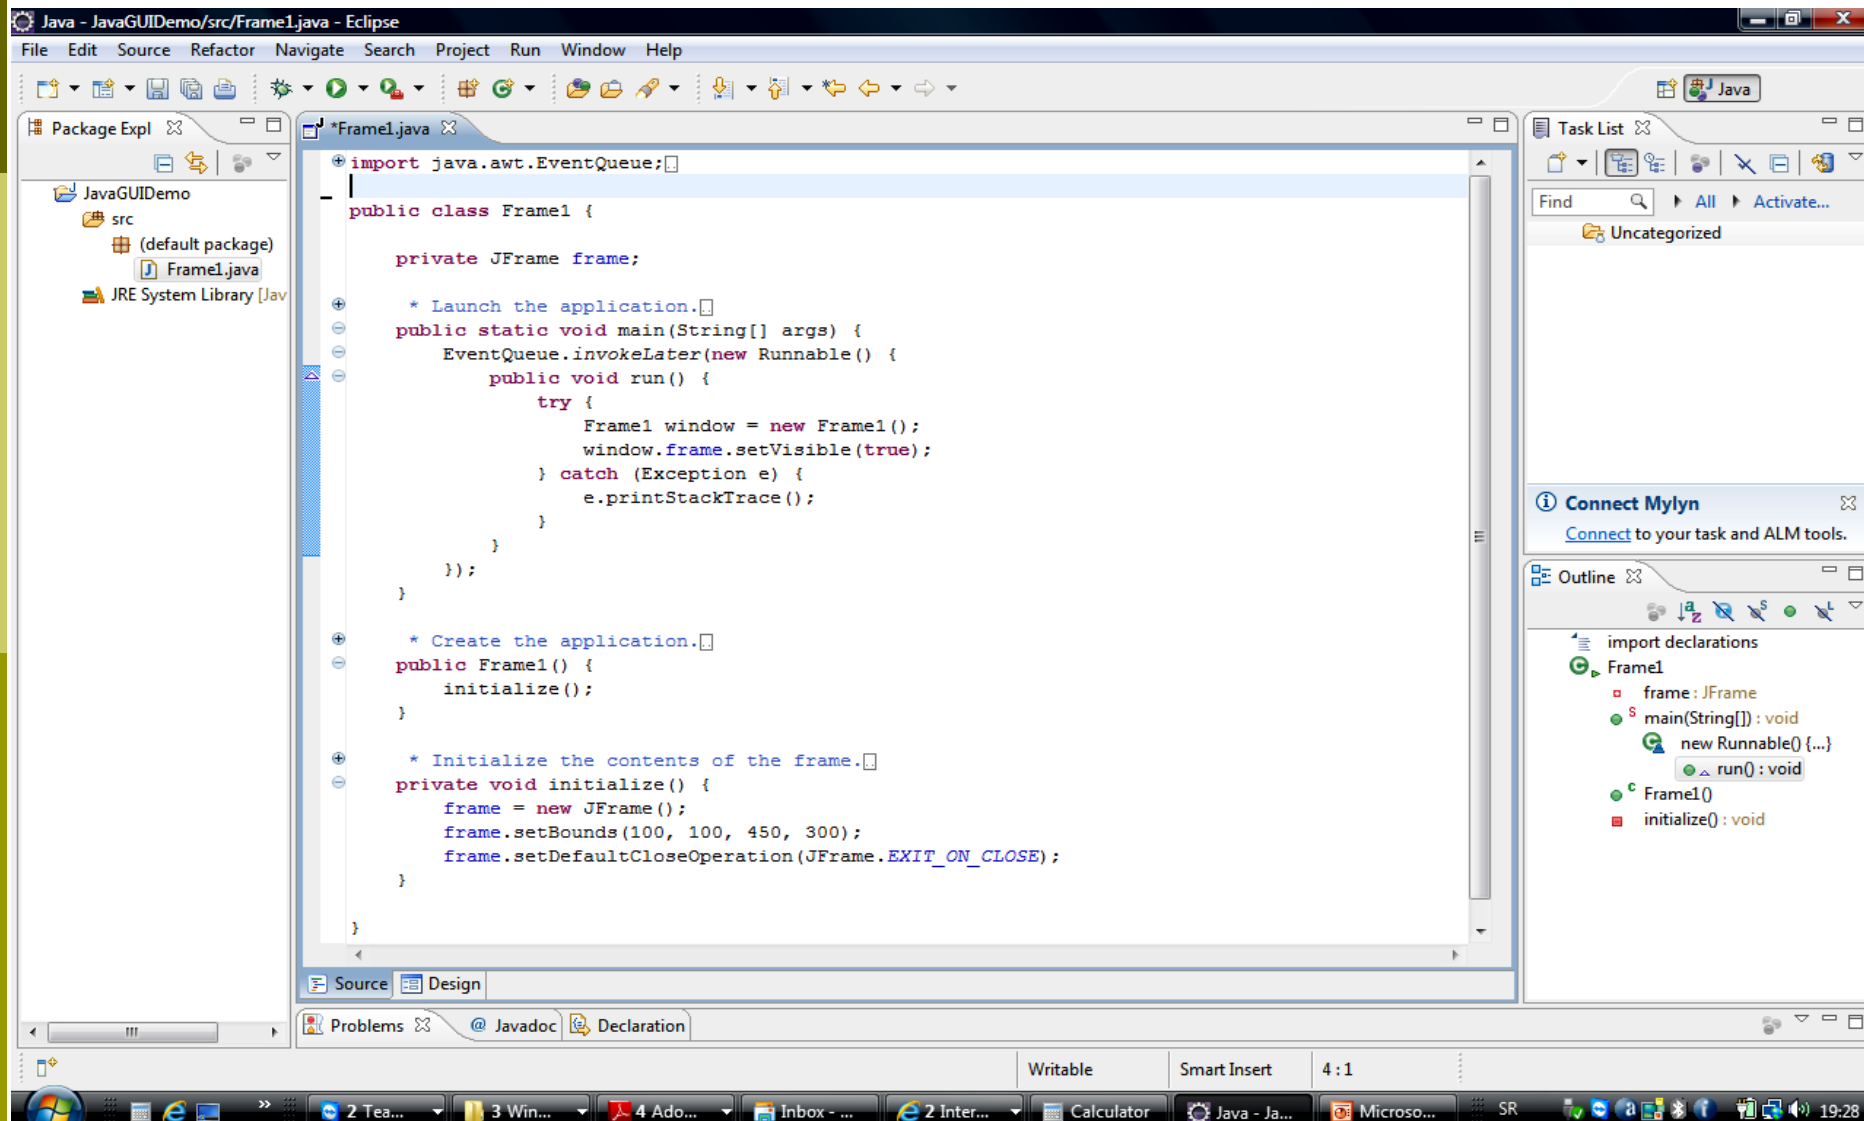 Java - JavaGUIDemo/src/Frame1.java - Eclipse
File Edit Source Refactor Navigate Search Project Run Window Help
Java
Package Expl
JavaGUIDemo
src
(default package)
Frame1.java
JRE System Library [Jav
*Frame1.java
import java.awt.EventQueue;
public class Frame1 {
private JFrame frame;
* Launch the application.
public static void main(String[] args) {
EventQueue.invokeLater(new Runnable() {
public void run() {
try {
Frame1 window = new Frame1();
window.frame.setVisible(true);
} catch (Exception e) {
e.printStackTrace();
}
}
});
}
* Create the application.
public Frame1() {
initialize();
}
* Initialize the contents of the frame.
private void initialize() {
frame = new JFrame();
frame.setBounds(100, 100, 450, 300);
frame.setDefaultCloseOperation(JFrame.EXIT_ON_CLOSE);
}
}
Source Design
Problems @ Javadoc Declaration
Task List
Find All Activate...
Uncategorized
Connect Mylyn
Connect to your task and ALM tools.
Outline
import declarations
Frame1
frame : JFrame
main(String[]) : void
new Runnable() {...}
run() : void
Frame1()
initialize() : void
Writable Smart Insert 4 : 1
2 Tea... 3 Win... 4 Ado... Inbox - ... 2 Inter... Calculator Java - Ja... Microso... SR 19:28